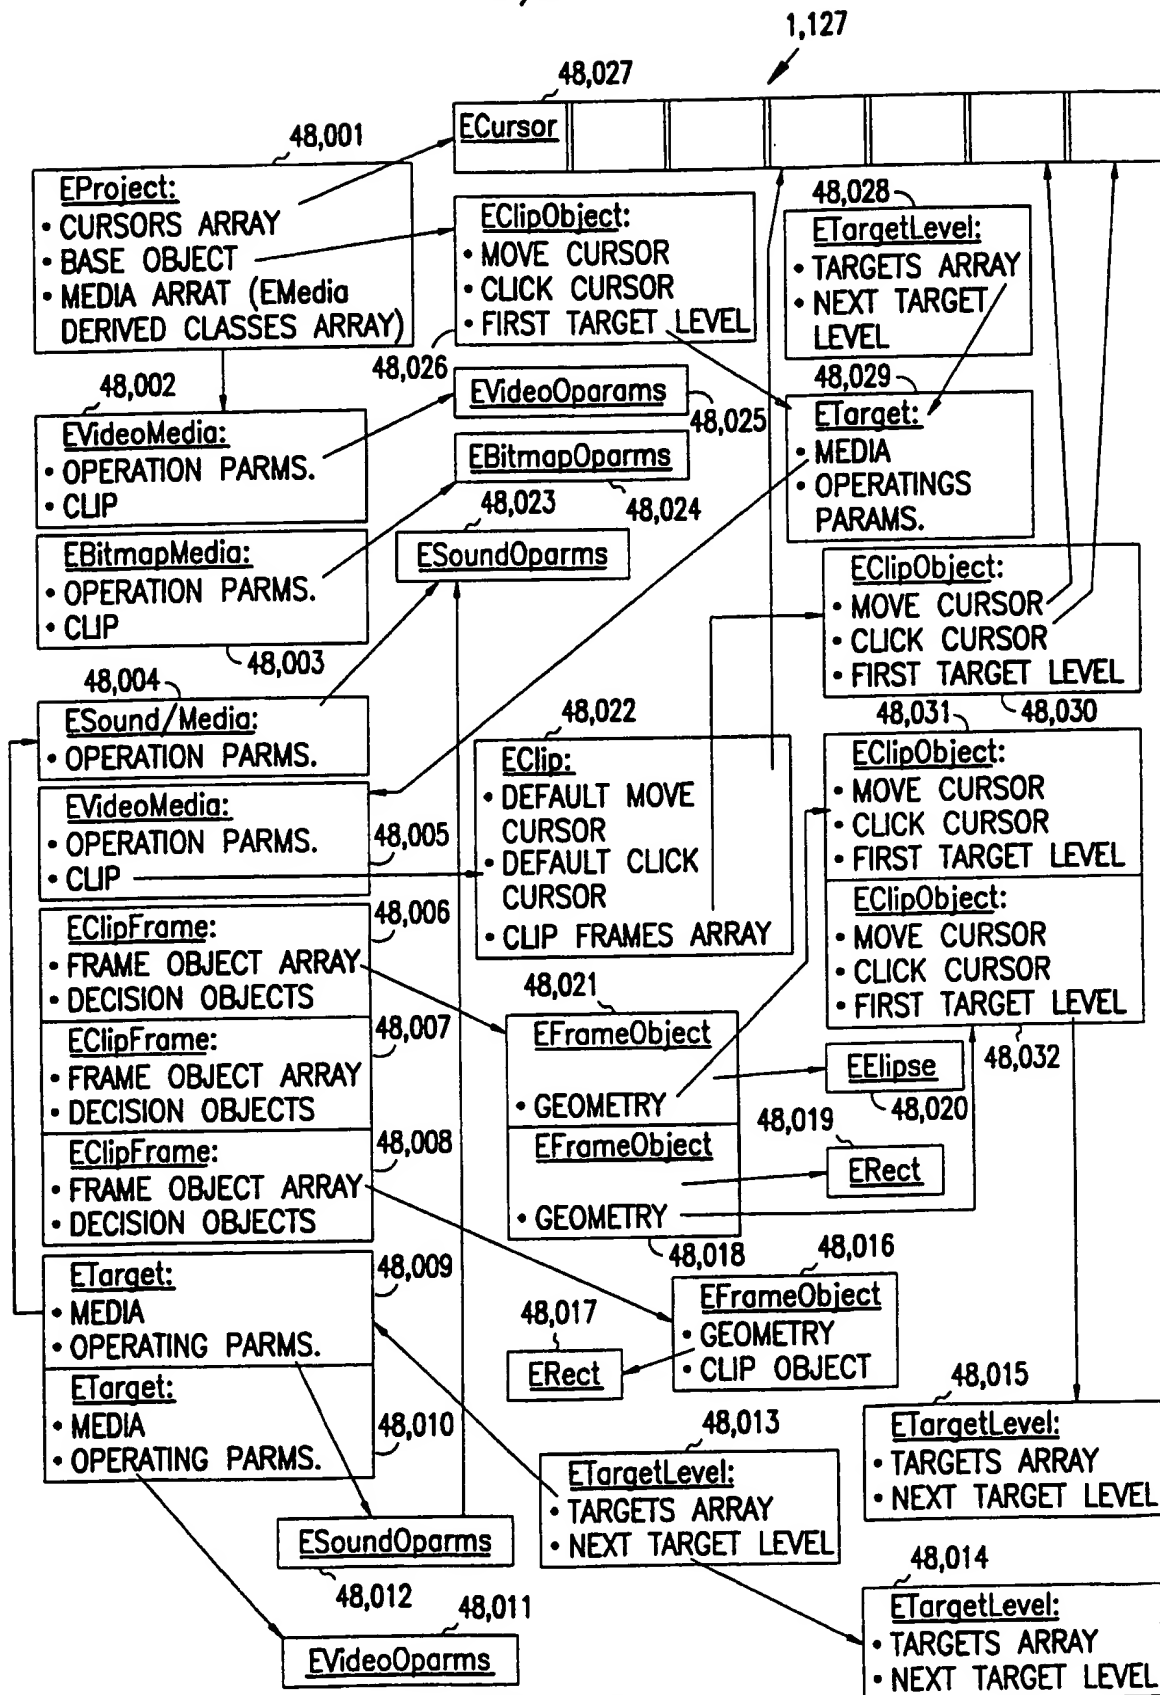 1,127
48,027
ECursor
48,001
EProject:
• CURSORS ARRAY
• BASE OBJECT
• MEDIA ARRAT (EMedia
DERIVED CLASSES ARRAY)
EClipObject:
• MOVE CURSOR
• CLICK CURSOR
• FIRST TARGET LEVEL
48,026
48,028
ETargetLevel:
• TARGETS ARRAY
• NEXT TARGET
LEVEL
48,002
EVideoMedia:
• OPERATION PARMS.
• CLIP
EVideoOparams
48,025
48,029
ETarget:
• MEDIA
• OPERATINGS
PARAMS.
EBitmapOparms
48,024
48,023
ESoundOparms
EBitmapMedia:
• OPERATION PARMS.
• CLIP
48,003
EClipObject:
• MOVE CURSOR
• CLICK CURSOR
• FIRST TARGET LEVEL
48,030
48,004
ESound/Media:
• OPERATION PARMS.
EVideoMedia:
• OPERATION PARMS.
• CLIP
48,005
48,022
EClip:
• DEFAULT MOVE
CURSOR
• DEFAULT CLICK
CURSOR
• CLIP FRAMES ARRAY
48,031
EClipObject:
• MOVE CURSOR
• CLICK CURSOR
• FIRST TARGET LEVEL
EClipObject:
• MOVE CURSOR
• CLICK CURSOR
• FIRST TARGET LEVEL
48,032
48,006
EClipFrame:
• FRAME OBJECT ARRAY
• DECISION OBJECTS
48,007
EClipFrame:
• FRAME OBJECT ARRAY
• DECISION OBJECTS
48,008
EClipFrame:
• FRAME OBJECT ARRAY
• DECISION OBJECTS
48,021
EFrameObject
• GEOMETRY
EFrameObject
• GEOMETRY
48,018
EElipse
48,020
48,019
ERect
48,009
ETarget:
• MEDIA
• OPERATING PARMS.
ETarget:
• MEDIA
• OPERATING PARMS.
48,010
48,016
EFrameObject
• GEOMETRY
• CLIP OBJECT
48,017
ERect
48,013
ETargetLevel:
• TARGETS ARRAY
• NEXT TARGET LEVEL
48,015
ETargetLevel:
• TARGETS ARRAY
• NEXT TARGET LEVEL
ESoundOparms
48,012
48,011
EVideoOparms
48,014
ETargetLevel:
• TARGETS ARRAY
• NEXT TARGET LEVEL